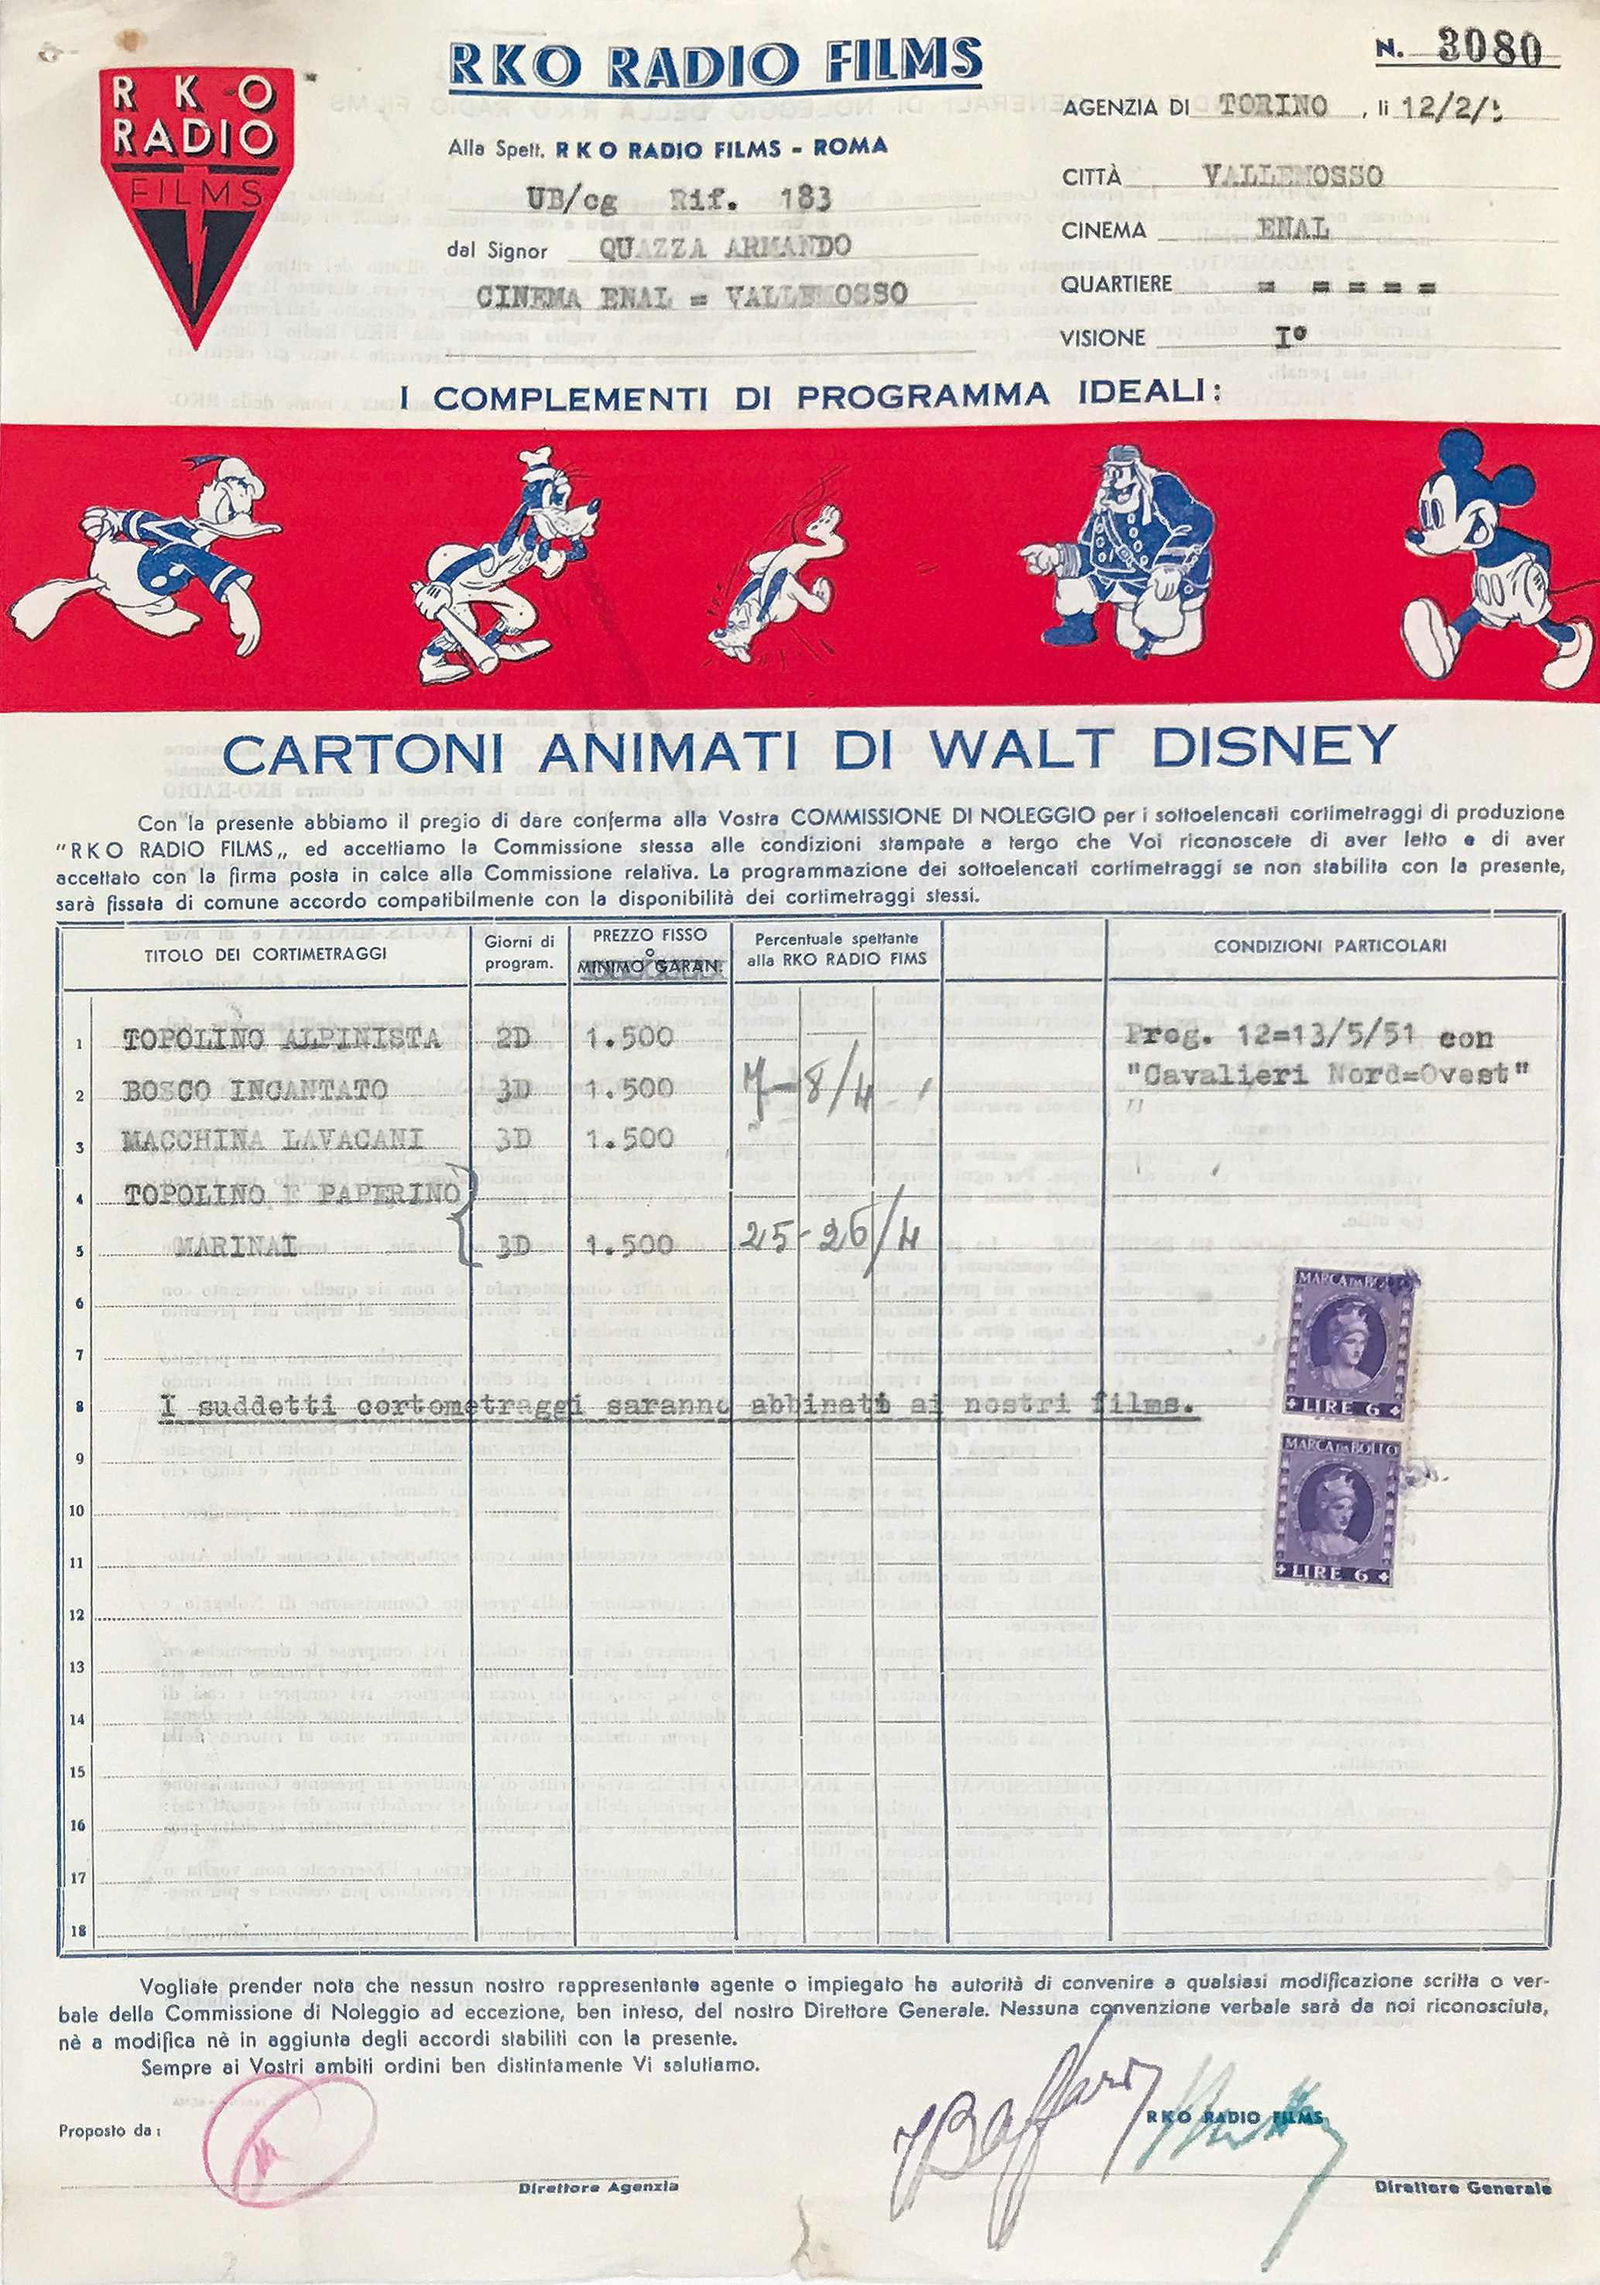 RKO RADIO FILMS
N. 3080
R K O
RADIO
FILMS
AGENZIA DI TORINO , li 12/2/5
Alla Spett. RKO RADIO FILMS - ROMA
CITTÀ VALLEMOSSO
UB/cg Rif. 183
CINEMA ENAL
dal Signor QUAZZA ARMANDO
QUARTIERE = = = = =
CINEMA ENAL = VALLEMOSSO
VISIONE Iº
I COMPLEMENTI DI PROGRAMMA IDEALI:
CARTONI ANIMATI DI WALT DISNEY
Con la presente abbiamo il pregio di dare conferma alla Vostra COMMISSIONE DI NOLEGGIO per i sottoelencati cortimetraggi di produzione
"RKO RADIO FILMS„ ed accettiamo la Commissione stessa alle condizioni stampate a tergo che Voi riconoscete di aver letto e di aver
accettato con la firma posta in calce alla Commissione relativa. La programmazione dei sottoelencati cortimetraggi se non stabilita con la presente,
sarà fissata di comune accordo compatibilmente con la disponibilità dei cortimetraggi stessi.
TITOLO DEI CORTIMETRAGGI
Giorni di
program.
PREZZO FISSO
o
MINIMO GARAN.
Percentuale spettante
alla RKO RADIO FIMS
CONDIZIONI PARTICOLARI
1 TOPOLINO ALPINISTA 2D 1.500 Prog. 12=13/5/51 con
"Cavalieri Nord=Ovest"
2 BOSCO INCANTATO 3D 1.500 7-8/4 "
3 MACCHINA LAVACANI 3D 1.500
4 TOPOLINO E PAPERINO
5 MARINAI 3D 1.500 25-26/4
6
7
8 I suddetti cortometraggi saranno abbinati ai nostri films.
9
10
11
12
13
14
15
16
17
18
MARCA DA BOLLO
LIRE 6
MARCA DA BOLLO
LIRE 6
Vogliate prender nota che nessun nostro rappresentante agente o impiegato ha autorità di convenire a qualsiasi modificazione scritta o ver-
bale della Commissione di Noleggio ad eccezione, ben inteso, del nostro Direttore Generale. Nessuna convenzione verbale sarà da noi riconosciuta,
nè a modifica nè in aggiunta degli accordi stabiliti con la presente.
Sempre ai Vostri ambiti ordini ben distintamente Vi salutiamo.
Proposto da:
RKO RADIO FILMS
Direttore Agenzia
Direttore Generale